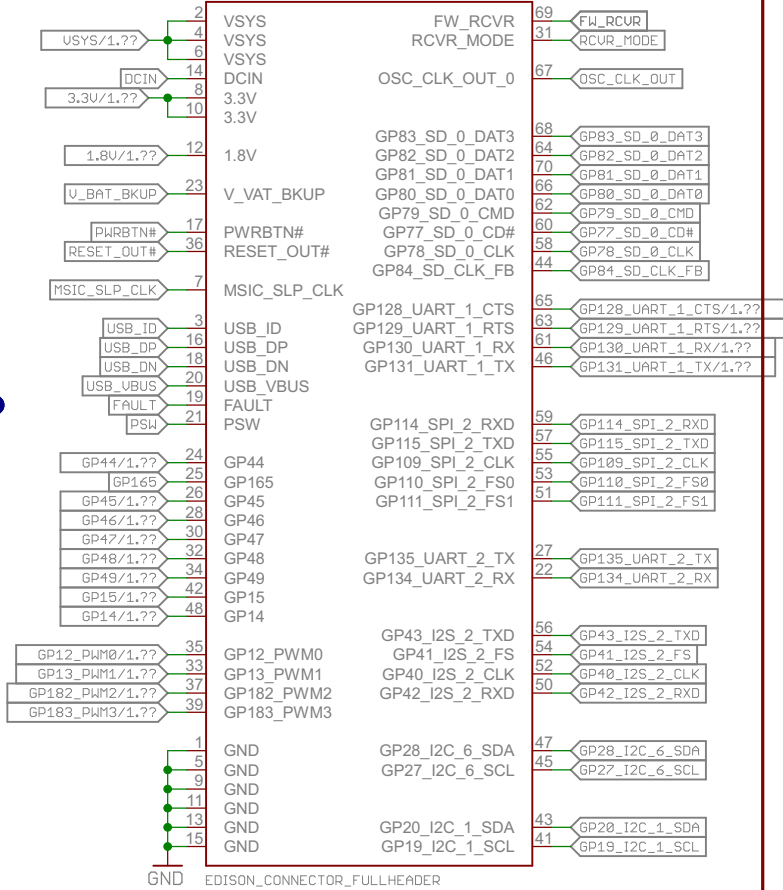 2 VSYS FW_RCVR 69 FW_RCVR
VSYS/1.?? 4 VSYS RCVR_MODE 31 RCVR_MODE
6 VSYS
DCIN 14 DCIN OSC_CLK_OUT_0 67 OSC_CLK_OUT
3.3V/1.?? 8 3.3V
10 3.3V
GP83_SD_0_DAT3 68 GP83_SD_0_DAT3
1.8V/1.?? 12 1.8V GP82_SD_0_DAT2 64 GP82_SD_0_DAT2
GP81_SD_0_DAT1 70 GP81_SD_0_DAT1
V_BAT_BKUP 23 V_VAT_BKUP GP80_SD_0_DAT0 66 GP80_SD_0_DAT0
GP79_SD_0_CMD 62 GP79_SD_0_CMD
PWRBTN# 17 PWRBTN# GP77_SD_0_CD# 60 GP77_SD_0_CD#
RESET_OUT# 36 RESET_OUT# GP78_SD_0_CLK 58 GP78_SD_0_CLK
GP84_SD_CLK_FB 44 GP84_SD_CLK_FB
MSIC_SLP_CLK 7 MSIC_SLP_CLK
GP128_UART_1_CTS 65 GP128_UART_1_CTS/1.??
USB_ID 3 USB_ID GP129_UART_1_RTS 63 GP129_UART_1_RTS/1.??
USB_DP 16 USB_DP GP130_UART_1_RX 61 GP130_UART_1_RX/1.??
USB_DN 18 USB_DN GP131_UART_1_TX 46 GP131_UART_1_TX/1.??
USB_VBUS 20 USB_VBUS
FAULT 19 FAULT
PSW 21 PSW GP114_SPI_2_RXD 59 GP114_SPI_2_RXD
GP115_SPI_2_TXD 57 GP115_SPI_2_TXD
GP44/1.?? 24 GP44 GP109_SPI_2_CLK 55 GP109_SPI_2_CLK
GP165 25 GP165 GP110_SPI_2_FS0 53 GP110_SPI_2_FS0
GP45/1.?? 26 GP45 GP111_SPI_2_FS1 51 GP111_SPI_2_FS1
GP46/1.?? 28 GP46
GP47/1.?? 30 GP47
GP48/1.?? 32 GP48 GP135_UART_2_TX 27 GP135_UART_2_TX
GP49/1.?? 34 GP49 GP134_UART_2_RX 22 GP134_UART_2_RX
GP15/1.?? 42 GP15
GP14/1.?? 48 GP14
GP43_I2S_2_TXD 56 GP43_I2S_2_TXD
GP12_PWM0/1.?? 35 GP12_PWM0 GP41_I2S_2_FS 54 GP41_I2S_2_FS
GP13_PWM1/1.?? 33 GP13_PWM1 GP40_I2S_2_CLK 52 GP40_I2S_2_CLK
GP182_PWM2/1.?? 37 GP182_PWM2 GP42_I2S_2_RXD 50 GP42_I2S_2_RXD
GP183_PWM3/1.?? 39 GP183_PWM3
1 GND GP28_I2C_6_SDA 47 GP28_I2C_6_SDA
5 GND GP27_I2C_6_SCL 45 GP27_I2C_6_SCL
9 GND
11 GND
13 GND GP20_I2C_1_SDA 43 GP20_I2C_1_SDA
15 GND GP19_I2C_1_SCL 41 GP19_I2C_1_SCL
GND EDISON_CONNECTOR_FULLHEADER